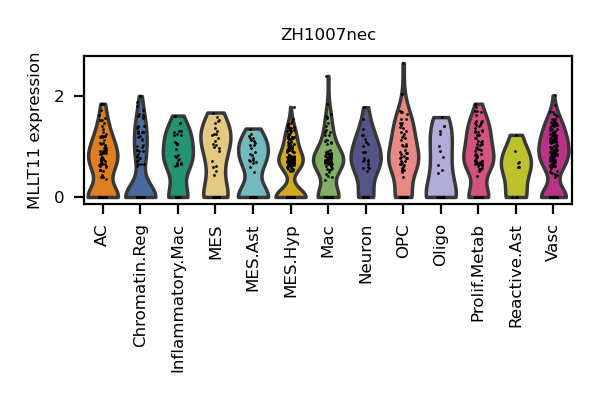 ZH1007nec
MLLT11 expression
2
0
AC
Chromatin.Reg
Inflammatory.Mac
MES
MES.Ast
MES.Hyp
Mac
Neuron
OPC
Oligo
Prolif.Metab
Reactive.Ast
Vasc